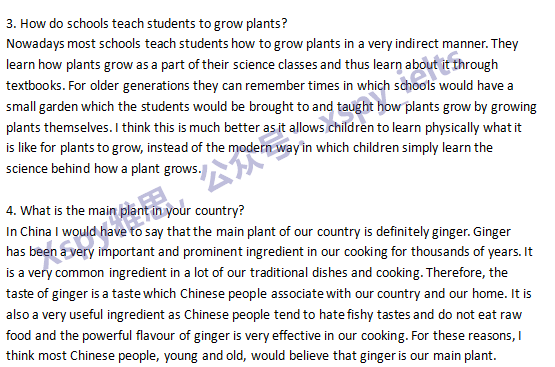 3. How do schools teach students to grow plants?
Nowadays most schools teach students how to grow plants in a very indirect manner. They
learn how plants grow as a part of their science classes and thus learn about it through
textbooks. For older generations they can remember times in which schools would have a
small garden which the students would be brought to and taught how plants grow by growing
plants themselves. I think this is much better as it allows children to learn physically what it
is like for plants to grow, instead of the modern way in which children simply learn the
science behind how a plant grows.
4. What is the main plant in your country?
In China I would have to say that the main plant of our country is definitely ginger. Ginger
has been a very important and prominent ingredient in our cooking for thousands of years. It
is a very common ingredient in a lot of our traditional dishes and cooking. Therefore, the
taste of ginger is a taste which Chinese people associate with our country and our home. It is
also a very useful ingredient as Chinese people tend to hate fishy tastes and do not eat raw
food and the powerful flavour of ginger is very effective in our cooking. For these reasons, I
think most Chinese people, young and old, would believe that ginger is our main plant.
xspy雅思，公众号：xspy_ielts